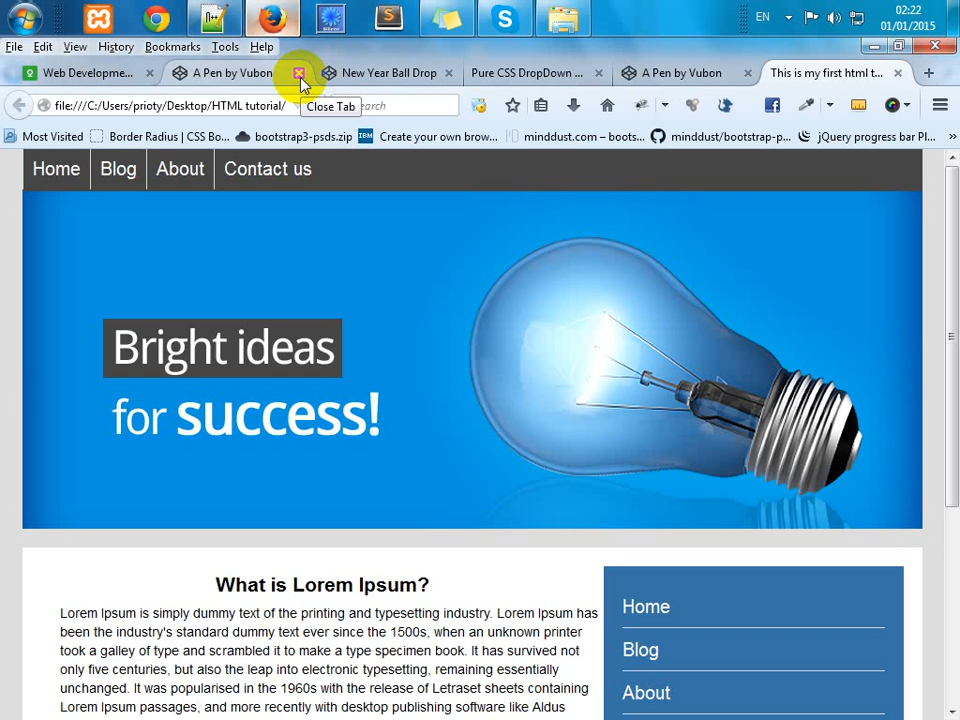 EN
02:22
01/01/2015
File Edit View History Bookmarks Tools Help
Web Developme...
A Pen by Vubon
New Year Ball Drop
Pure CSS DropDown ...
A Pen by Vubon
This is my first html t...
file:///C:/Users/prioty/Desktop/HTML tutorial/
Close Tab
Most Visited
Border Radius | CSS Bo...
bootstrap3-psds.zip
IBM
Create your own brow...
minddust.com – boots...
minddust/bootstrap-p...
jQuery progress bar Pl...
Home
Blog
About
Contact us
Bright ideas
for success!
What is Lorem Ipsum?
Lorem Ipsum is simply dummy text of the printing and typesetting industry. Lorem Ipsum has
been the industry's standard dummy text ever since the 1500s, when an unknown printer
took a galley of type and scrambled it to make a type specimen book. It has survived not
only five centuries, but also the leap into electronic typesetting, remaining essentially
unchanged. It was popularised in the 1960s with the release of Letraset sheets containing
Lorem Ipsum passages, and more recently with desktop publishing software like Aldus
Home
Blog
About